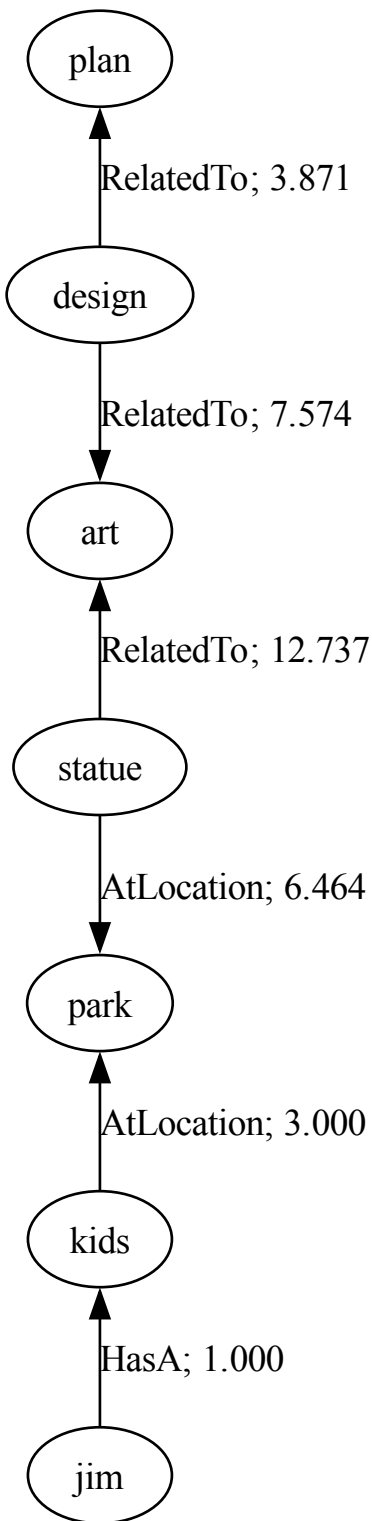 plan
RelatedTo; 3.871
design
RelatedTo; 7.574
art
RelatedTo; 12.737
statue
AtLocation; 6.464
park
AtLocation; 3.000
kids
HasA; 1.000
jim